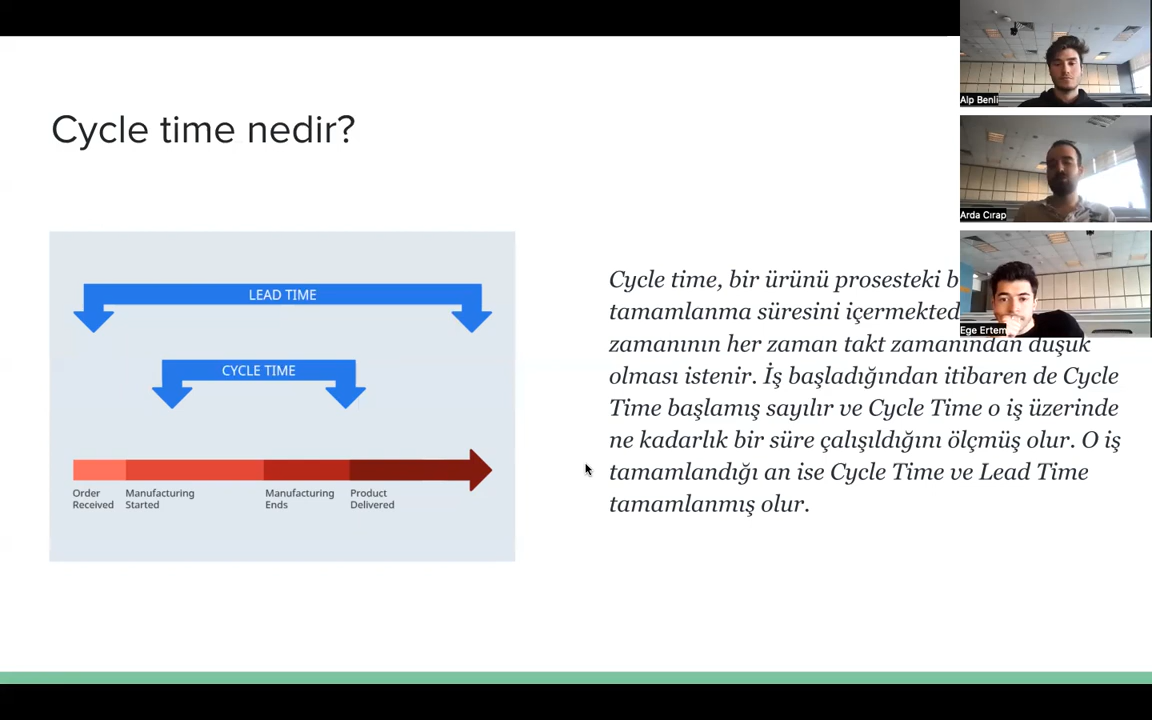 Cycle time nedir?
LEAD TIME
CYCLE TIME
Order
Received
Manufacturing
Started
Manufacturing
Ends
Product
Delivered
Cycle time, bir ürünü prosesteki
tamamlanma süresini
zamanının her zaman takt zamanından düşük
olması istenir. İş başladığından itibaren de Cycle
Time başlamış sayılır ve Cycle Time o iş üzerinde
ne kadarlık bir süre çalışıldığını ölçmüş olur. O iş
tamamlandığı an ise Cycle Time ve Lead Time
tamamlanmış olur.
Alp Benli
Arda Cırap
Ege Ertem